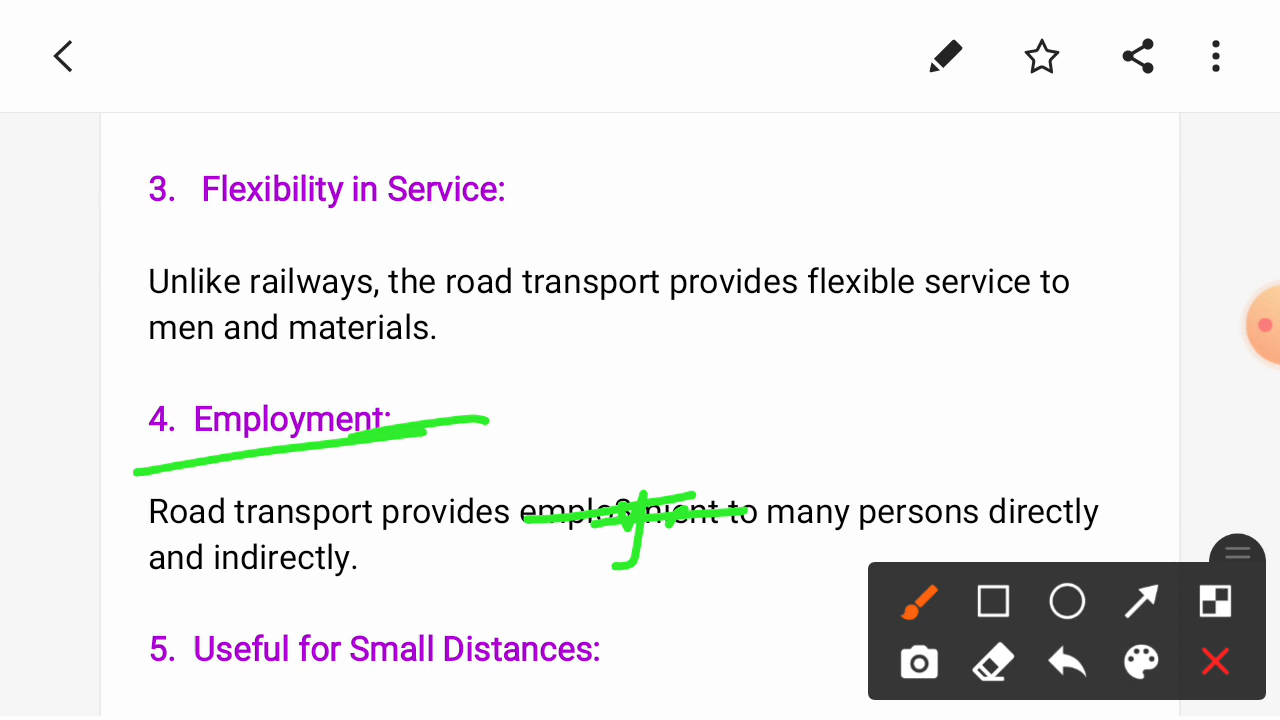 3. Flexibility in Service:
Unlike railways, the road transport provides flexible service to
men and materials.
4. Employment:
Road transport provides to many persons directly
and indirectly.
5. Useful for Small Distances: